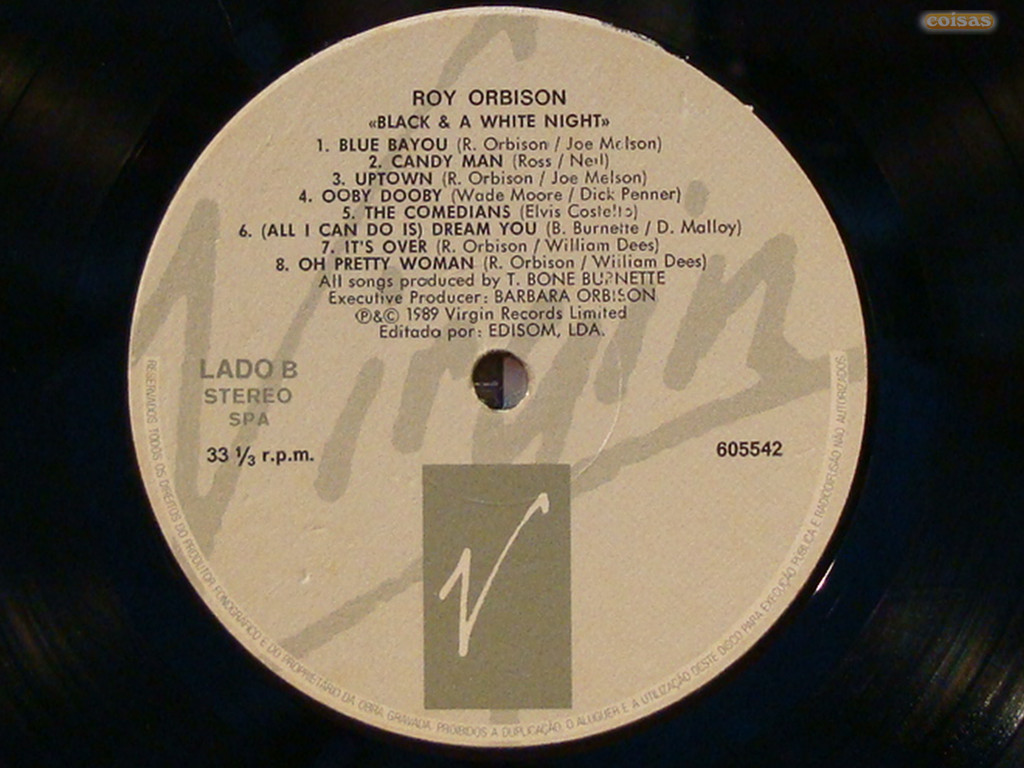 coisas
ROY ORBISON
«BLACK & A WHITE NIGHT»
1. BLUE BAYOU (R. Orbison / Joe Melson)
2. CANDY MAN (Ross / Neil)
3. UPTOWN (R. Orbison / Joe Melson)
4. OOBY DOOBY (Wade Moore / Dick Penner)
5. THE COMEDIANS (Elvis Costello)
6. (ALL I CAN DO IS) DREAM YOU (B. Burnette / D. Malloy)
7. IT'S OVER (R. Orbison / William Dees)
8. OH PRETTY WOMAN (R. Orbison / William Dees)
All songs produced by T. BONE BURNETTE
Executive Producer: BARBARA ORBISON
℗&© 1989 Virgin Records Limited
Editado por: EDISOM, LDA.
Virgin
LADO B
STEREO
SPA
33 ⅓ r.p.m.
605542
V
RESERVADOS TODOS OS DIREITOS DO PRODUTOR FONOGRÁFICO E DO PROPRIETÁRIO DA OBRA GRAVADA. PROIBIDOS A DUPLICAÇÃO, O ALUGUER E A UTILIZAÇÃO DESTE DISCO PARA EXECUÇÃO PÚBLICA E RADIODIFUSÃO NÃO AUTORIZADOS